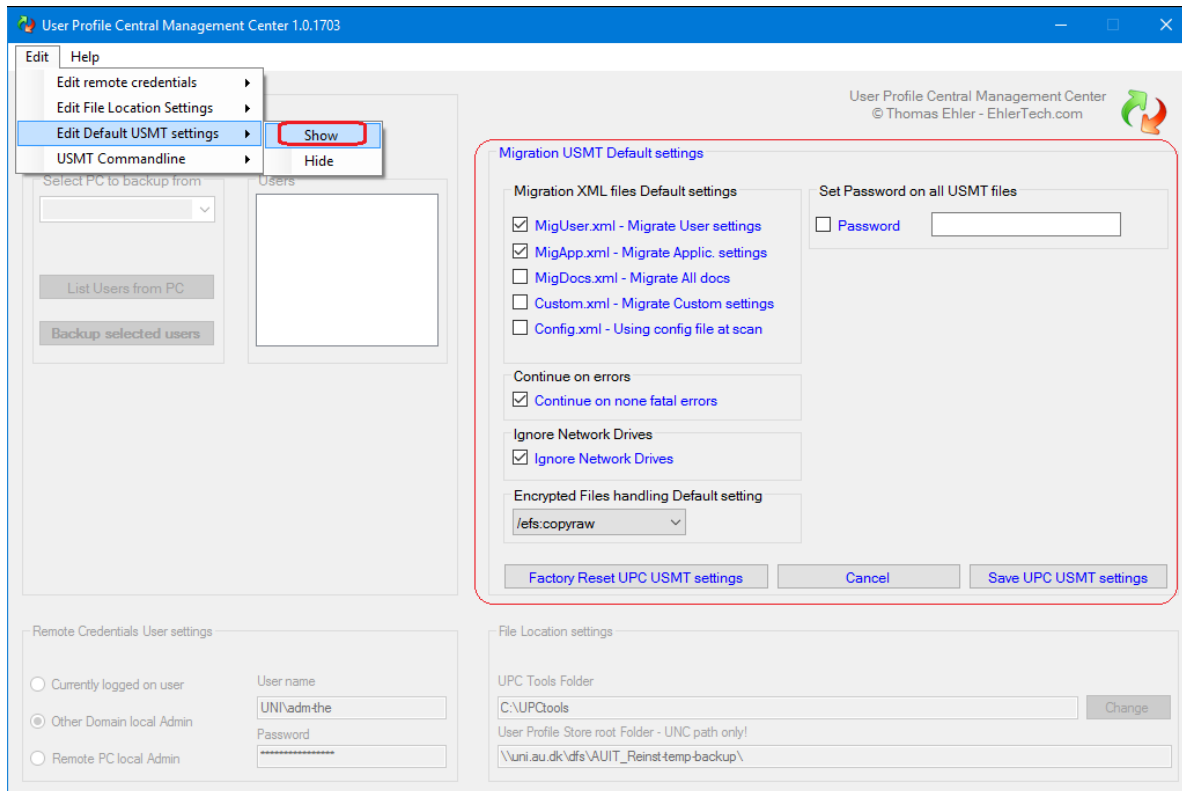 User Profile Central Management Center 1.0.1703
Edit Help
Edit remote credentials
Edit File Location Settings
Edit Default USMT settings
USMT Commandline
Show
Hide
User Profile Central Management Center
© Thomas Ehler - EhlerTech.com
Select PC to backup from
Users
List Users from PC
Backup selected users
Migration USMT Default settings
Migration XML files Default settings
MigUser.xml - Migrate User settings
MigApp.xml - Migrate Applic. settings
MigDocs.xml - Migrate All docs
Custom.xml - Migrate Custom settings
Config.xml - Using config file at scan
Set Password on all USMT files
Password
Continue on errors
Continue on none fatal errors
Ignore Network Drives
Ignore Network Drives
Encrypted Files handling Default setting
/efs:copyraw
Factory Reset UPC USMT settings
Cancel
Save UPC USMT settings
Remote Credentials User settings
Currently logged on user
Other Domain local Admin
Remote PC local Admin
User name
UNI\adm-the
Password
****************
File Location settings
UPC Tools Folder
C:\UPCtools
Change
User Profile Store root Folder - UNC path only!
\\uni.au.dk\dfs\AUIT_Reinst-temp-backup\